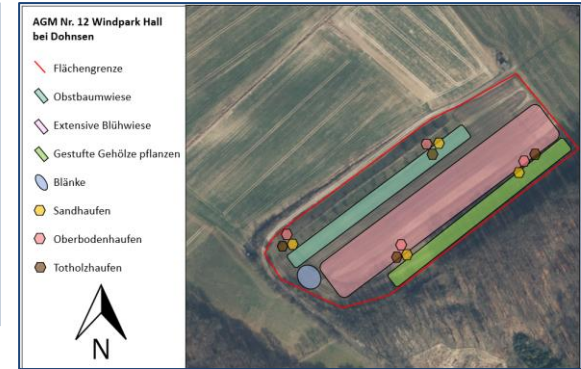 AGM Nr. 12 Windpark Hall
bei Dohnsen
Flächengrenze
Obstbaumwiese
Extensive Blühwiese
Gestufte Gehölze pflanzen
Blänke
Sandhaufen
Oberbodenhaufen
Totholzhaufen
N